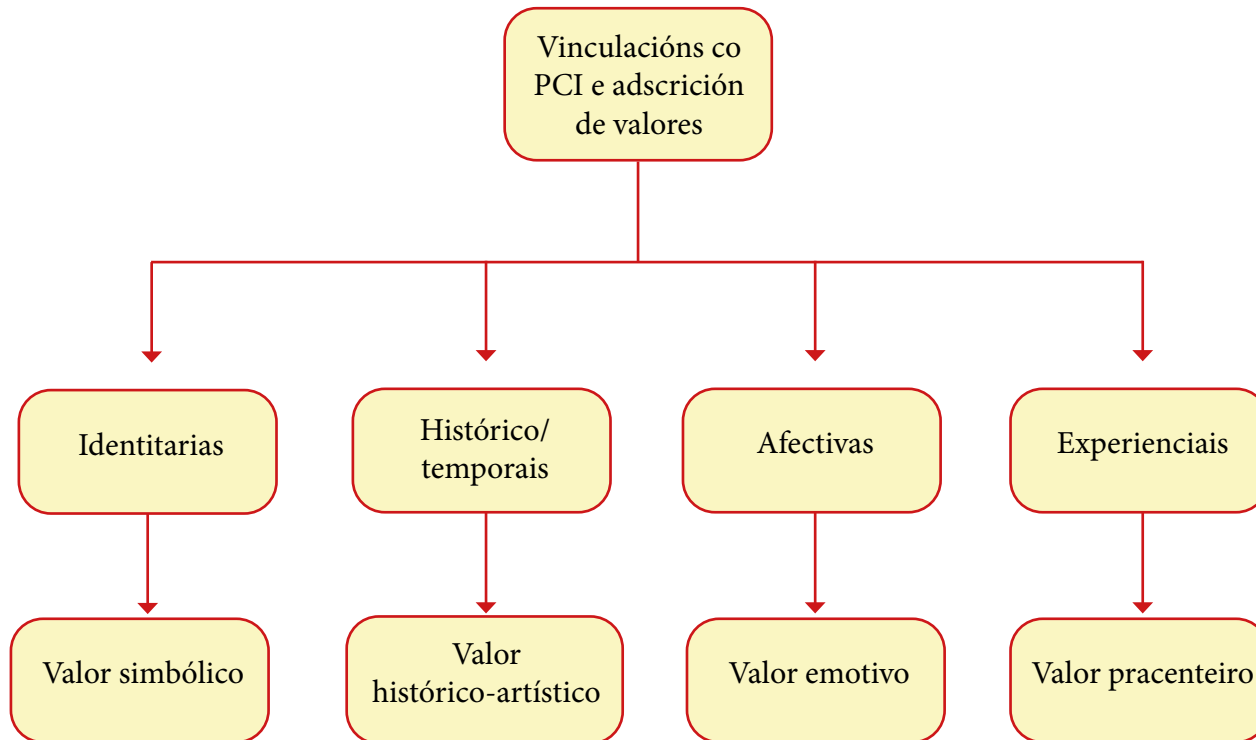 Vinculacións co
PCI e adscrición
de valores
Identitarias
Histórico/
temporais
Afectivas
Experienciais
Valor simbólico
Valor
histórico-artístico
Valor emotivo
Valor pracenteiro